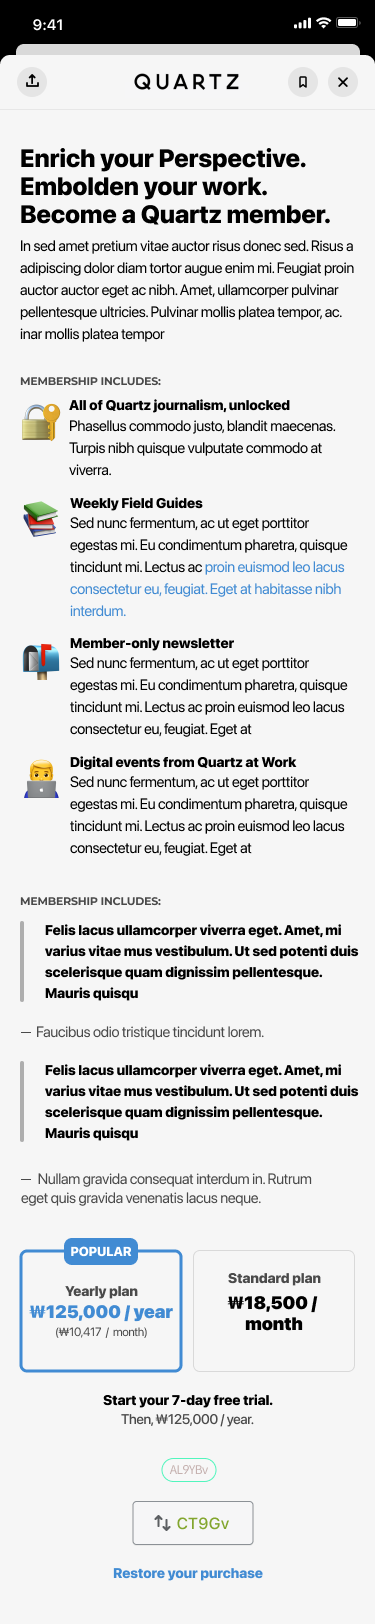 9:41
QUARTZ
Enrich your Perspective.
Embolden your work.
Become a Quartz member.
In sed amet pretium vitae auctor risus donec sed. Risus a
adipiscing dolor diam tortor augue enim mi. Feugiat proin
auctor auctor eget ac nibh. Amet, ullamcorper pulvinar
pellentesque ultricies. Pulvinar mollis platea tempor, ac.
inar mollis platea tempor
MEMBERSHIP INCLUDES:
All of Quartz journalism, unlocked
Phasellus commodo justo, blandit maecenas.
Turpis nibh quisque vulputate commodo at
viverra.
Weekly Field Guides
Sed nunc fermentum, ac ut eget porttitor
egestas mi. Eu condimentum pharetra, quisque
tincidunt mi. Lectus ac proin euismod leo lacus
consectetur eu, feugiat. Eget at habitasse nibh
interdum.
Member-only newsletter
Sed nunc fermentum, ac ut eget porttitor
egestas mi. Eu condimentum pharetra, quisque
tincidunt mi. Lectus ac proin euismod leo lacus
consectetur eu, feugiat. Eget at
Digital events from Quartz at Work
Sed nunc fermentum, ac ut eget porttitor
egestas mi. Eu condimentum pharetra, quisque
tincidunt mi. Lectus ac proin euismod leo lacus
consectetur eu, feugiat. Eget at
MEMBERSHIP INCLUDES:
Felis lacus ullamcorper viverra eget. Amet, mi
varius vitae mus vestibulum. Ut sed potenti duis
scelerisque quam dignissim pellentesque.
Mauris quisqu
— Faucibus odio tristique tincidunt lorem.
Felis lacus ullamcorper viverra eget. Amet, mi
varius vitae mus vestibulum. Ut sed potenti duis
scelerisque quam dignissim pellentesque.
Mauris quisqu
— Nullam gravida consequat interdum in. Rutrum
eget quis gravida venenatis lacus neque.
POPULAR
Yearly plan
₩125,000 / year
(₩10,417 / month)
Standard plan
₩18,500 /
month
Start your 7-day free trial.
Then, ₩125,000 / year.
AL9YBv
CT9Gv
Restore your purchase